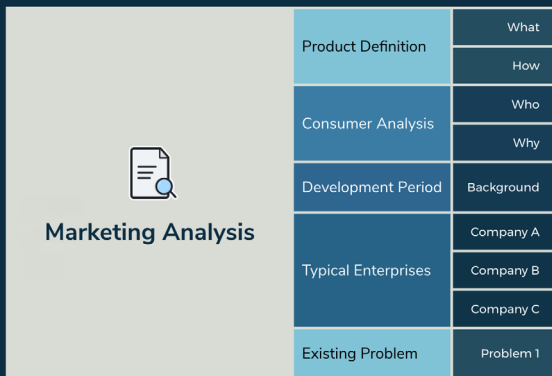 Marketing Analysis
Product Definition
What
How
Consumer Analysis
Who
Why
Development Period
Background
Typical Enterprises
Company A
Company B
Company C
Existing Problem
Problem 1